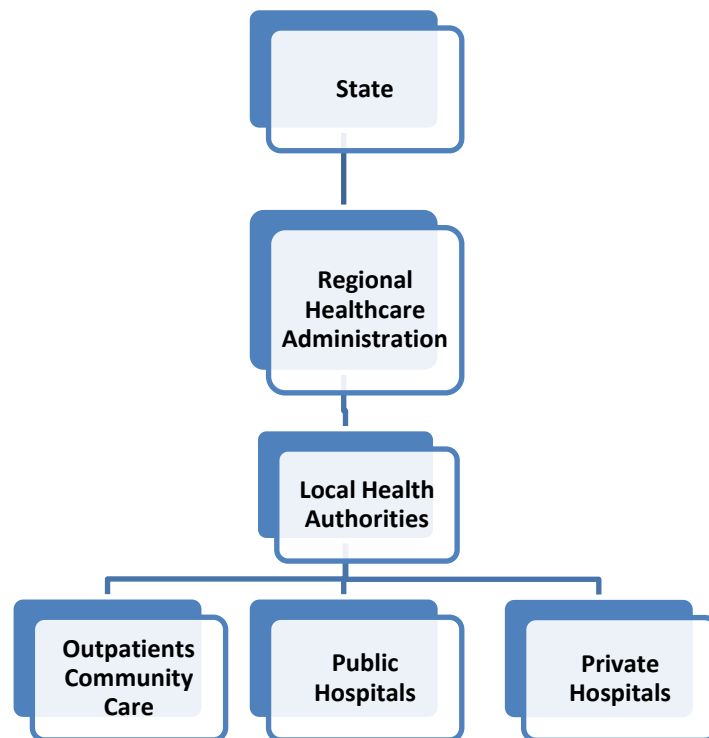 State
Regional
Healthcare
Administration
Local Health
Authorities
Outpatients
Community
Care
Public
Hospitals
Private
Hospitals